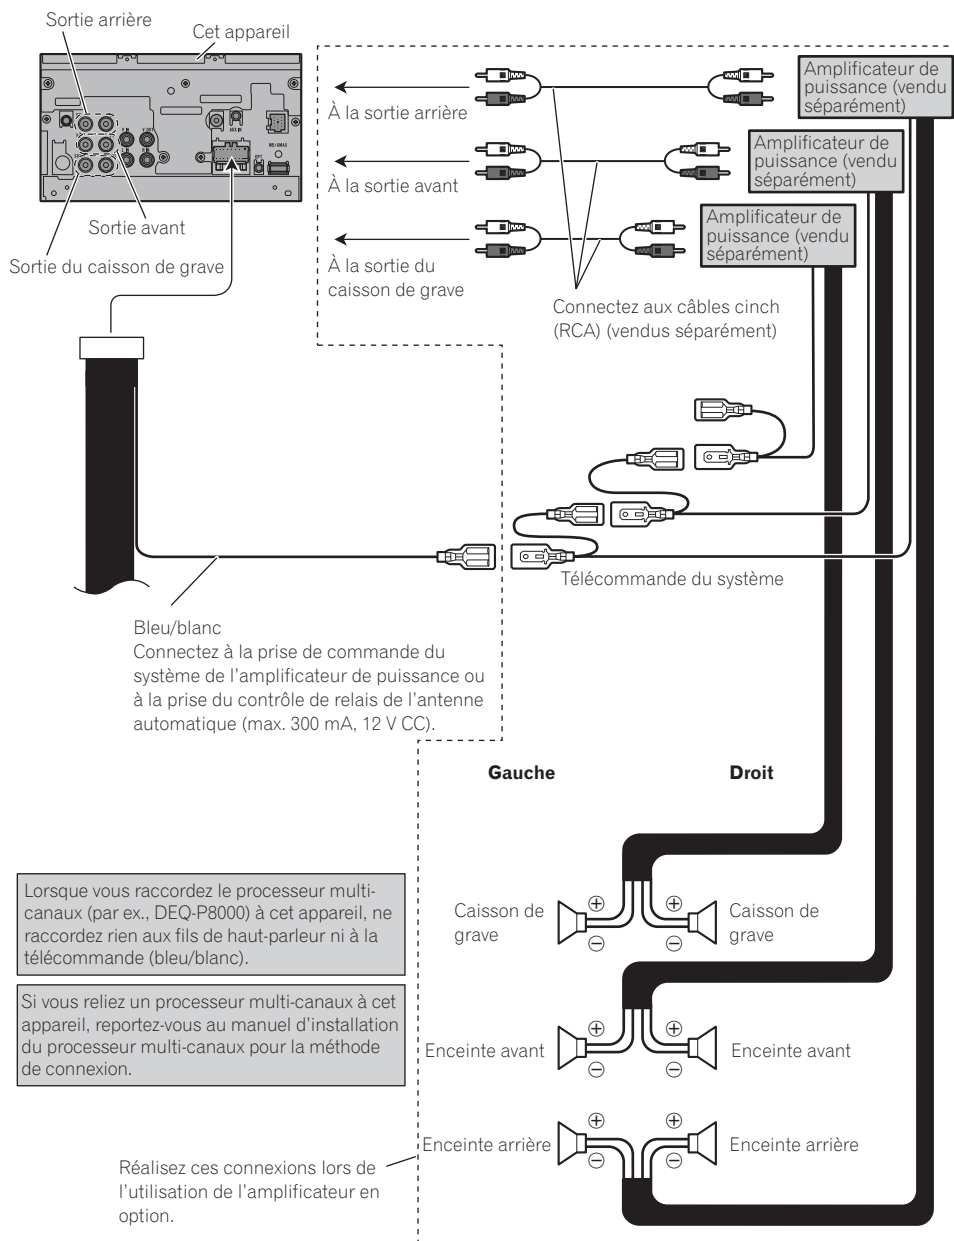 Sortie arrière
Cet appareil
AUX IN
MS/XMAX
OPT
Sortie avant
Sortie du caisson de grave
À la sortie arrière
À la sortie avant
À la sortie du
caisson de grave
Amplificateur de
puissance (vendu
séparément)
Amplificateur de
puissance (vendu
séparément)
Amplificateur de
puissance (vendu
séparément)
Connectez aux câbles cinch
(RCA) (vendus séparément)
Télécommande du système
Bleu/blanc
Connectez à la prise de commande du
système de l'amplificateur de puissance ou
à la prise du contrôle de relais de l'antenne
automatique (max. 300 mA, 12 V CC).
Gauche
Droit
Lorsque vous raccordez le processeur multi-
canaux (par ex., DEQ-P8000) à cet appareil, ne
raccordez rien aux fils de haut-parleur ni à la
télécommande (bleu/blanc).
Si vous reliez un processeur multi-canaux à cet
appareil, reportez-vous au manuel d'installation
du processeur multi-canaux pour la méthode
de connexion.
Caisson de
grave
+
−
+
−
Caisson de
grave
Enceinte avant
+
−
+
−
Enceinte avant
Enceinte arrière
+
−
+
−
Enceinte arrière
Réalisez ces connexions lors de
l'utilisation de l'amplificateur en
option.